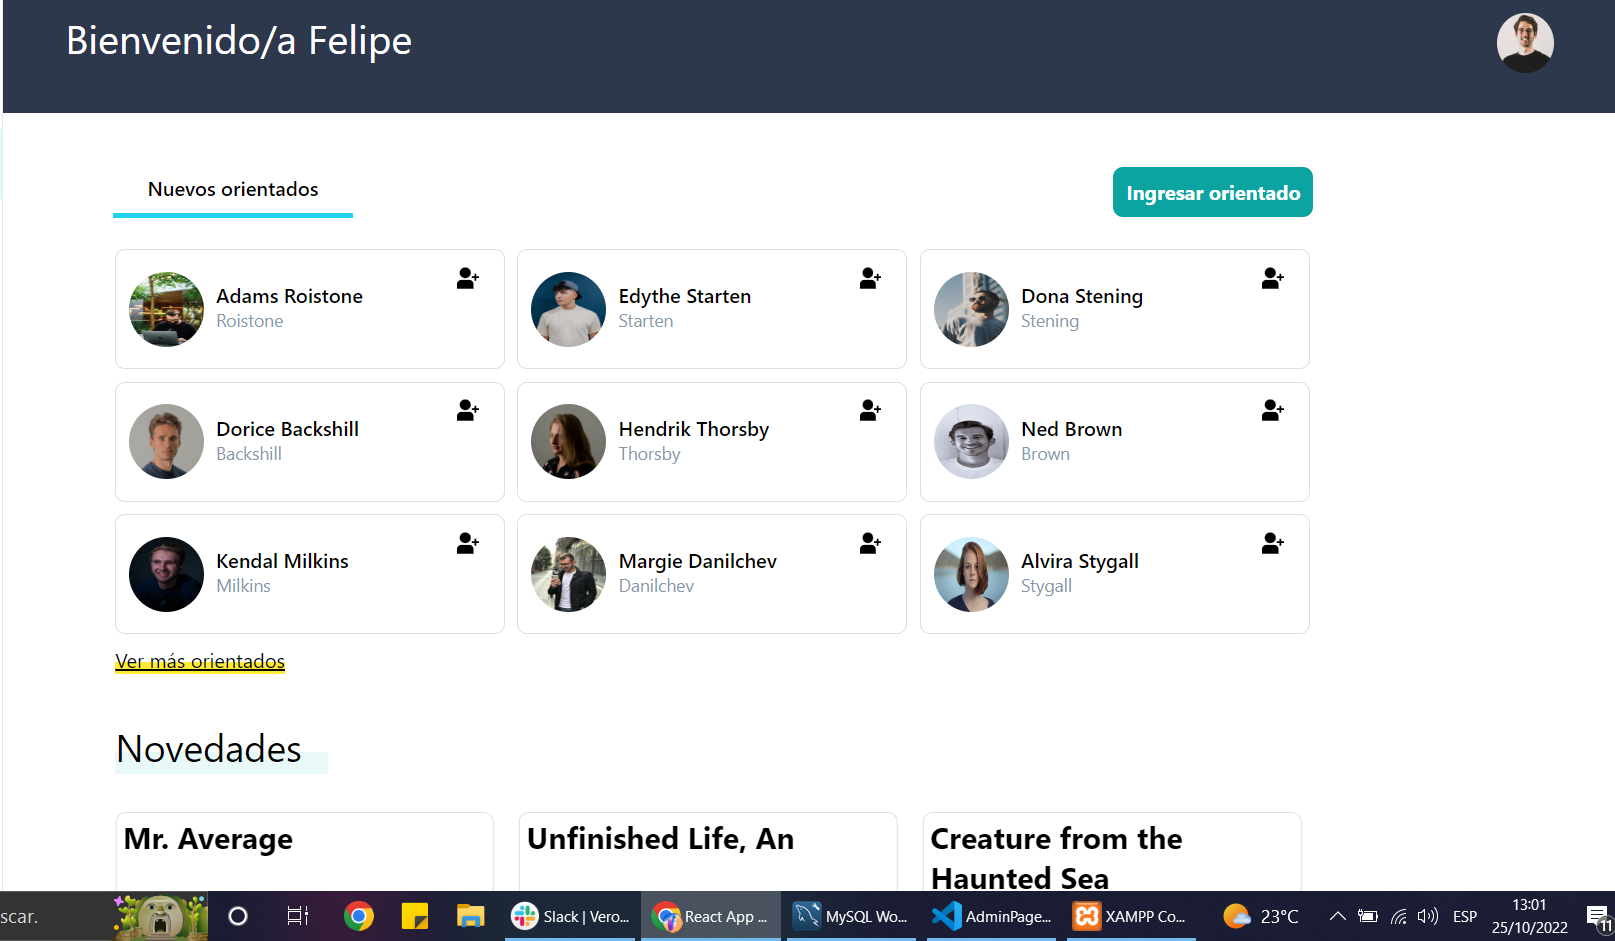 Bienvenido/a Felipe
Nuevos orientados
Ingresar orientado
Adams Roistone
Roistone
Edythe Starten
Starten
Dona Stening
Stening
Dorice Backshill
Backshill
Hendrik Thorsby
Thorsby
Ned Brown
Brown
Kendal Milkins
Milkins
Margie Danilchev
Danilchev
Alvira Stygall
Stygall
Ver más orientados
Novedades
Mr. Average
Unfinished Life, An
Creature from the
Haunted Sea
scar.
Slack | Vero...
React App ...
MySQL Wo...
AdminPage...
XAMPP Co...
23°C
ESP
13:01
25/10/2022
11